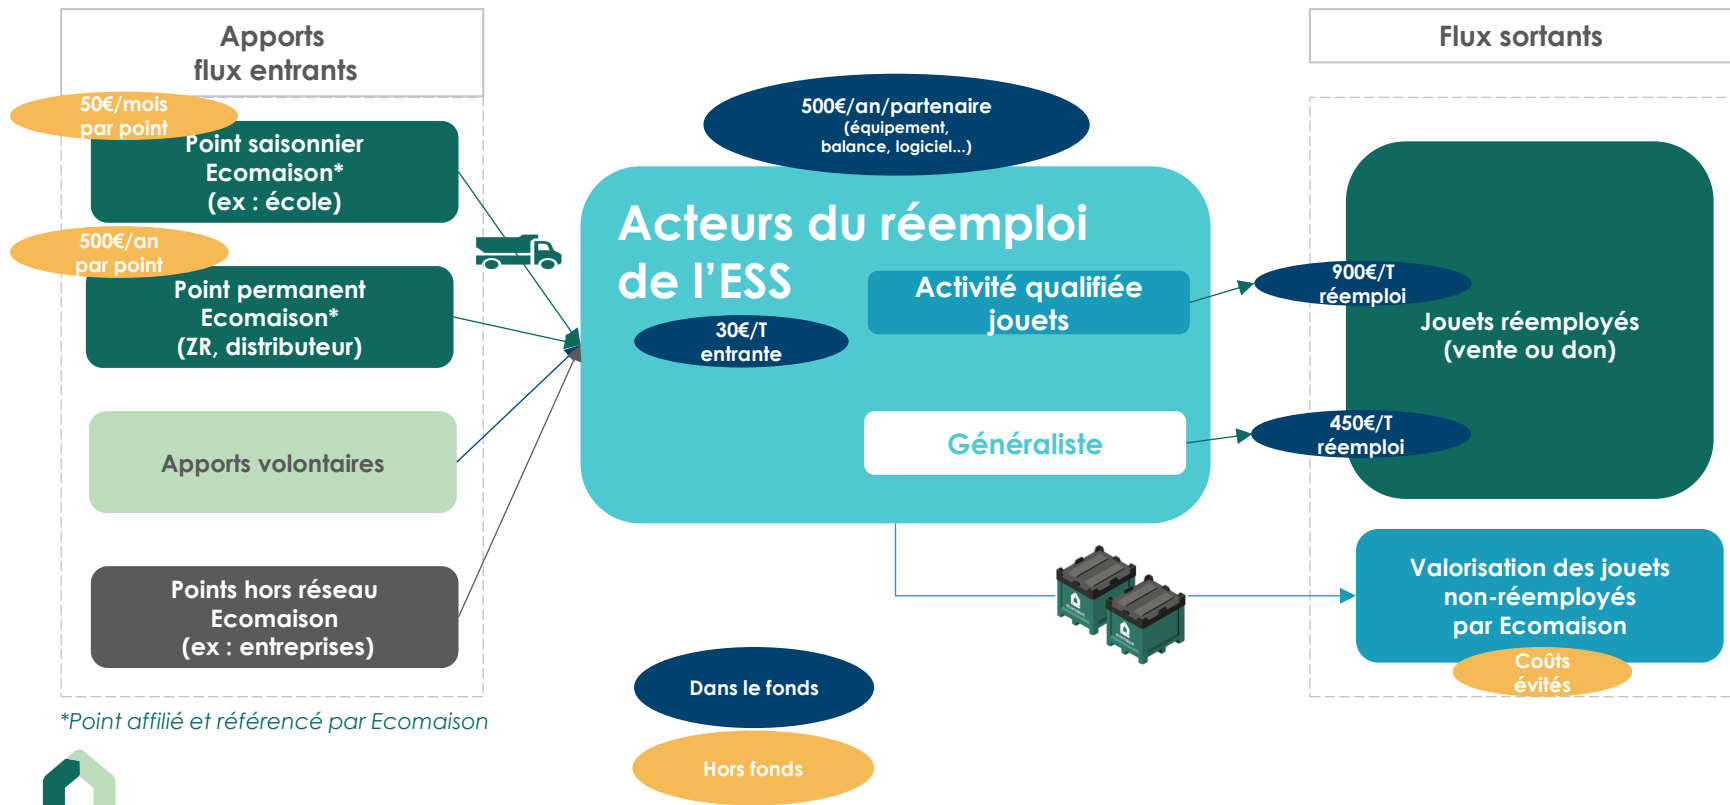 Apports
flux entrants
50€/mois
par point
Point saisonnier
Ecomaison*
(ex : école)
500€/an
par point
Point permanent
Ecomaison*
(ZR, distributeur)
Apports volontaires
Points hors réseau
Ecomaison
(ex : entreprises)
*Point affilié et référencé par Ecomaison
500€/an/partenaire
(équipement,
balance, logiciel...)
Acteurs du réemploi
de l’ESS
30€/T
entrante
Activité qualifiée
jouets
Généraliste
Dans le fonds
Hors fonds
Flux sortants
900€/T
réemploi
Jouets réemployés
(vente ou don)
450€/T
réemploi
Valorisation des jouets
non-réemployés
par Ecomaison
Coûts
évités